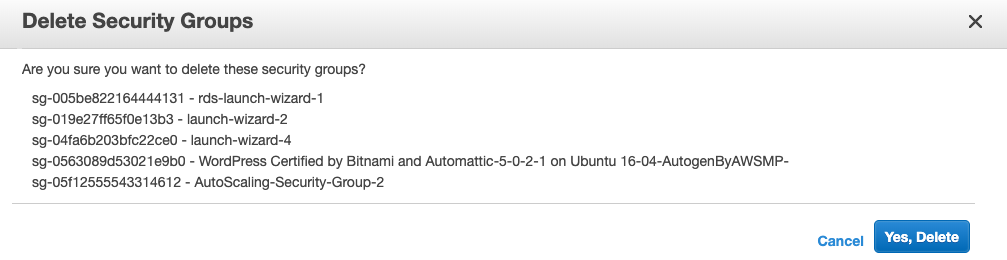 Delete Security Groups
Are you sure you want to delete these security groups?
sg-005be822164444131 - rds-launch-wizard-1
sg-019e27ff65f0e13b3 - launch-wizard-2
sg-04fa6b203bfc22ce0 - launch-wizard-4
sg-0563089d53021e9b0 - WordPress Certified by Bitnami and Automattic-5-0-2-1 on Ubuntu 16-04-AutogenByAWSMP-
sg-05f12555543314612 - AutoScaling-Security-Group-2
Cancel Yes, Delete